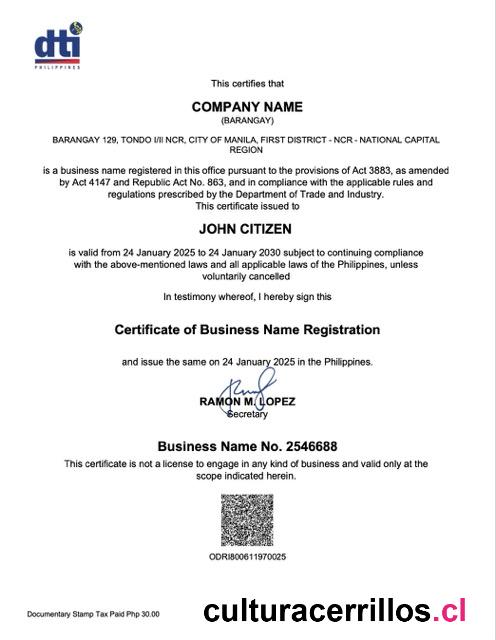 dti
PHILIPPINES
This certifies that
COMPANY NAME
(BARANGAY)
BARANGAY 129, TONDO I/II NCR, CITY OF MANILA, FIRST DISTRICT - NCR - NATIONAL CAPITAL
REGION
is a business name registered in this office pursuant to the provisions of Act 3883, as amended
by Act 4147 and Republic Act No. 863, and in compliance with the applicable rules and
regulations prescribed by the Department of Trade and Industry.
This certificate issued to
JOHN CITIZEN
is valid from 24 January 2025 to 24 January 2030 subject to continuing compliance
with the above-mentioned laws and all applicable laws of the Philippines, unless
voluntarily cancelled
In testimony whereof, I hereby sign this
Certificate of Business Name Registration
and issue the same on 24 January 2025 in the Philippines.
RAMON M. LOPEZ
Secretary
Business Name No. 2546688
This certificate is not a license to engage in any kind of business and valid only at the
scope indicated herein.
ODRI800611970025
Documentary Stamp Tax Paid Php 30.00
culturacerrillos.cl